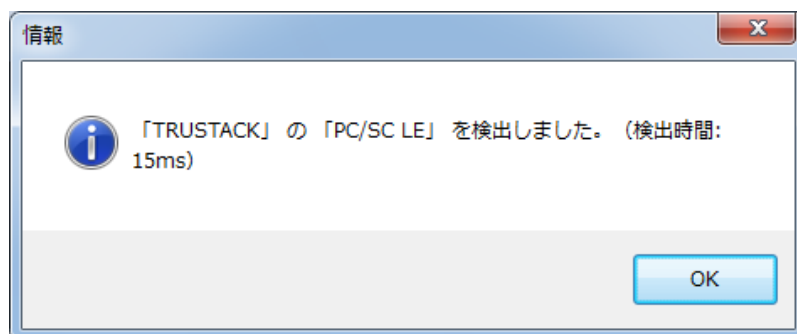 情報
「TRUSTACK」 の 「PC/SC LE」 を検出しました。 （検出時間:
15ms）
OK